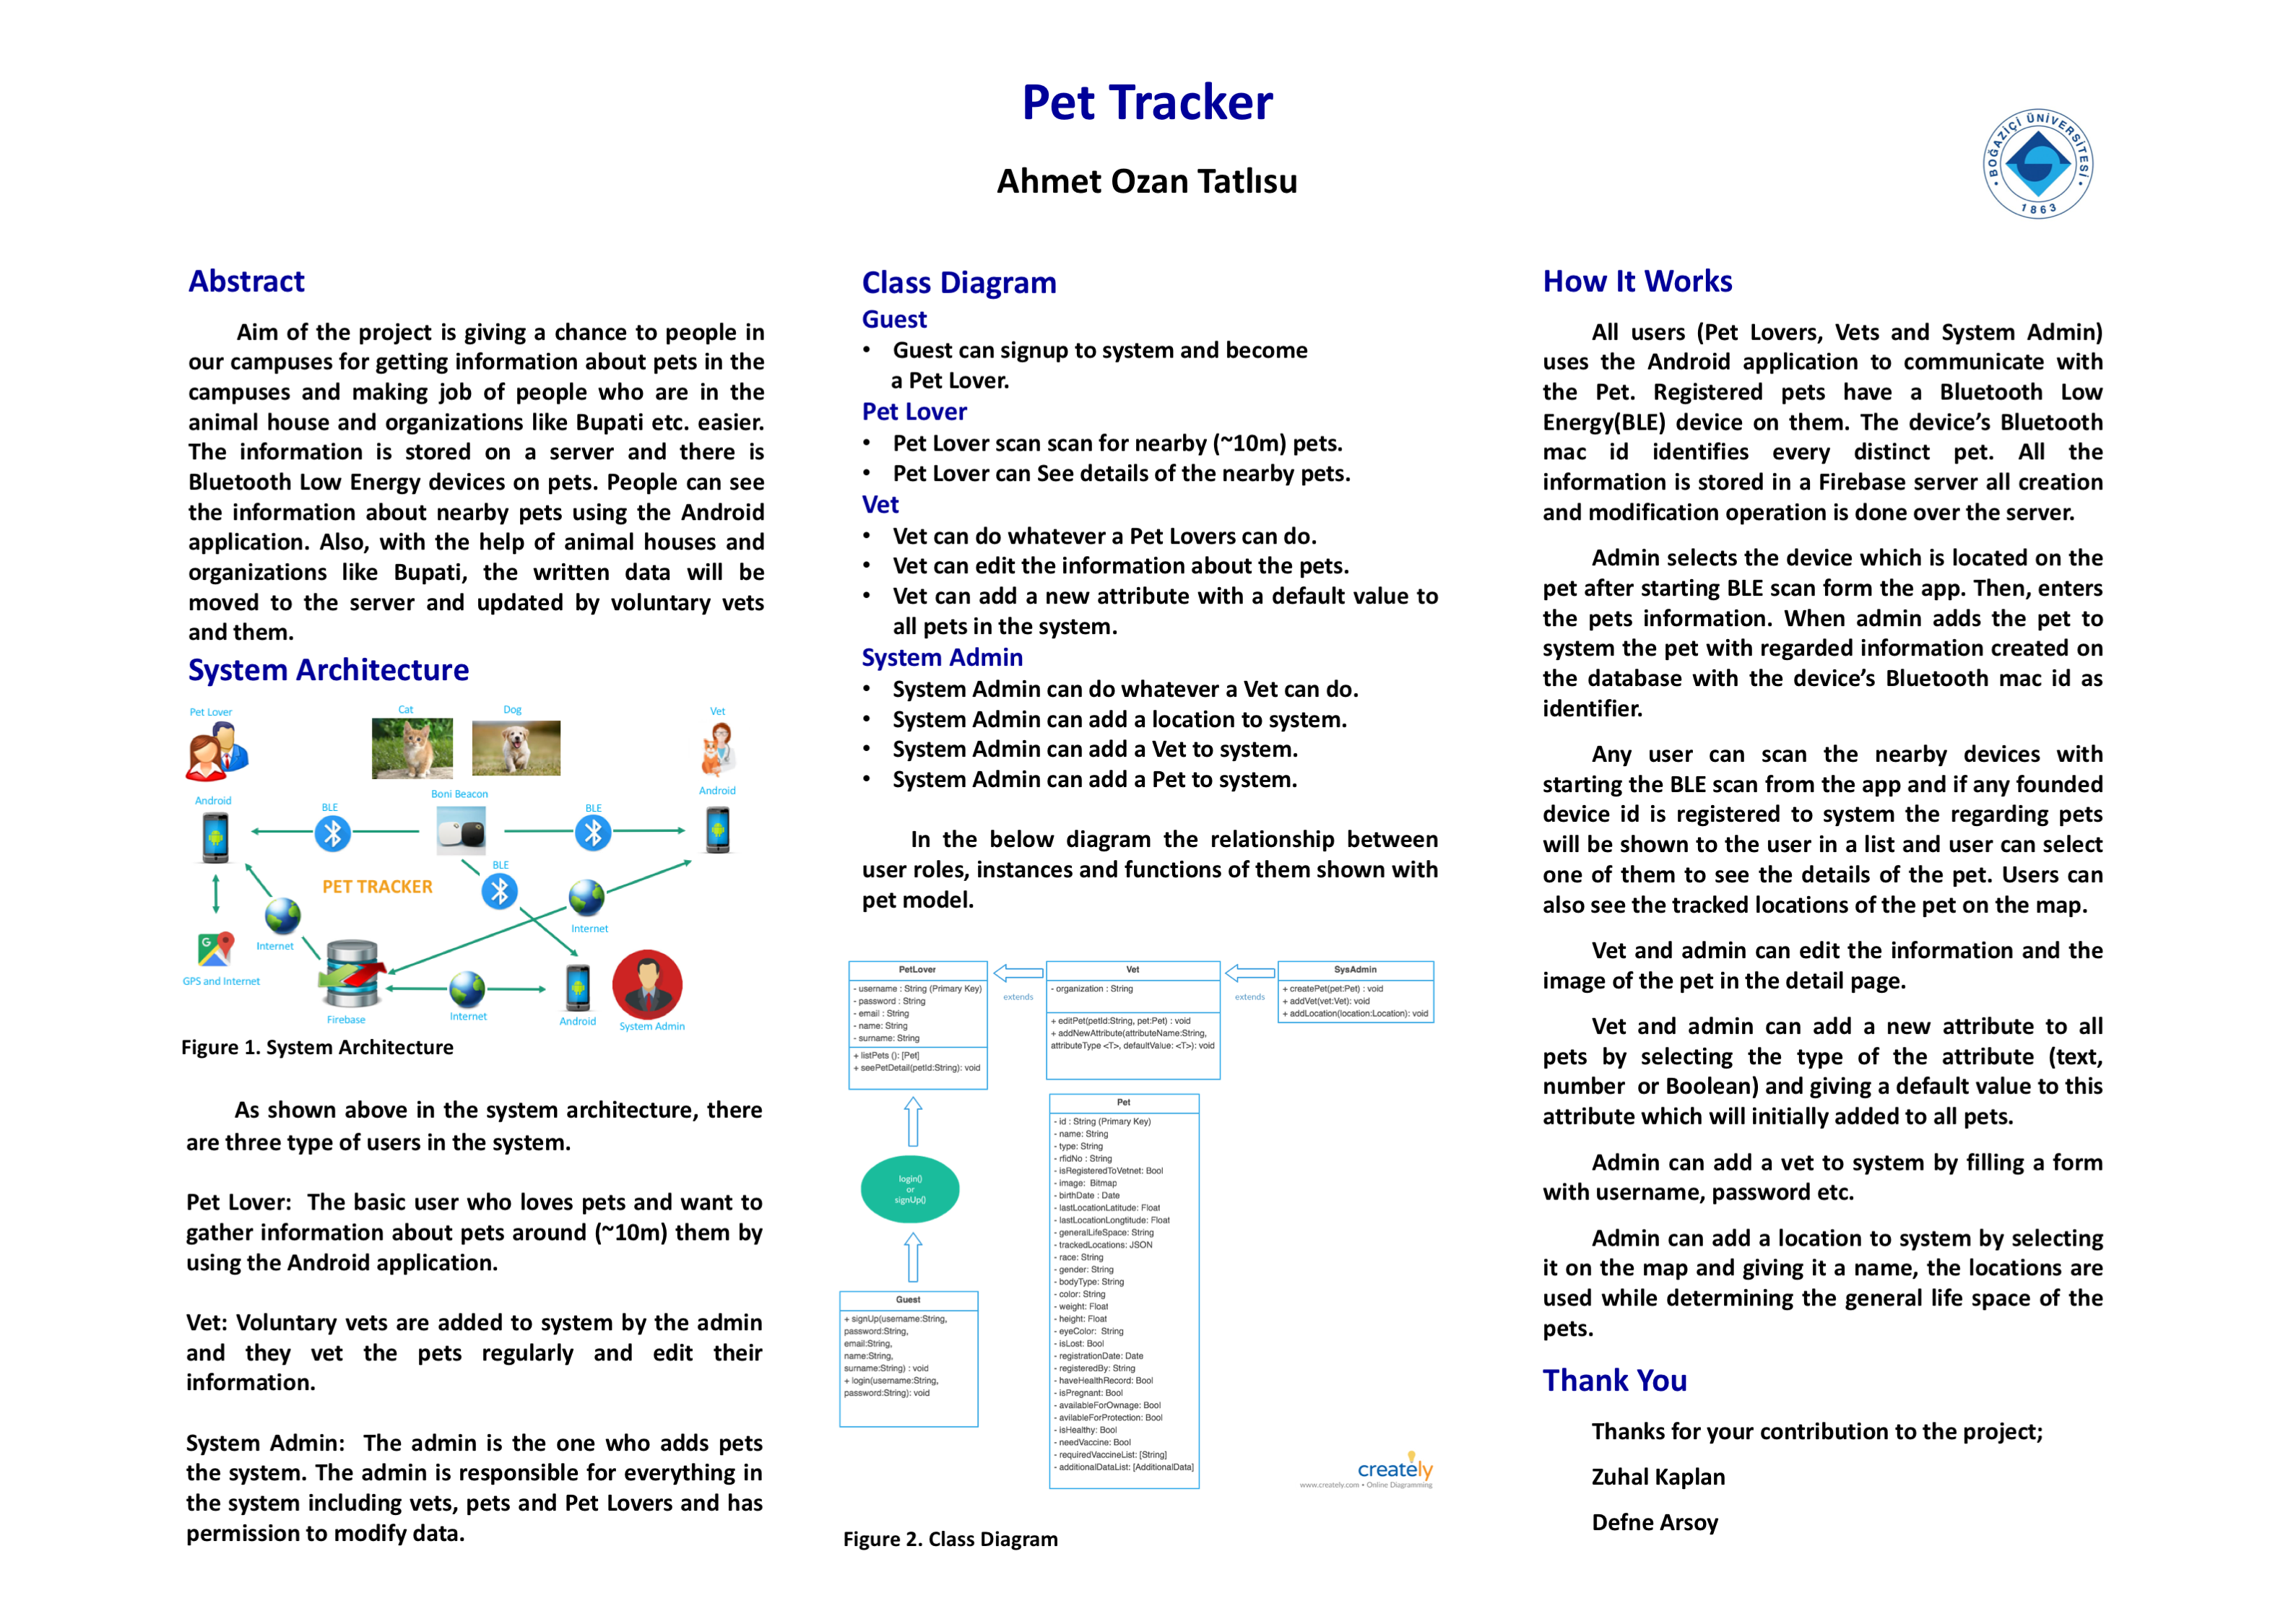 Pet Tracker
Ahmet Ozan Tatlısu
BOĞAZİÇİ ÜNİVERSİTESİ
1863
Abstract
Aim of the project is giving a chance to people in
our campuses for getting information about pets in the
campuses and making job of people who are in the
animal house and organizations like Bupati etc. easier.
The information is stored on a server and there is
Bluetooth Low Energy devices on pets. People can see
the information about nearby pets using the Android
application. Also, with the help of animal houses and
organizations like Bupati, the written data will be
moved to the server and updated by voluntary vets
and them.
System Architecture
Pet Lover
Cat
Dog
Vet
Android
BLE
Boni Beacon
BLE
Android
BLE
PET TRACKER
Internet
Internet
GPS and Internet
Firebase
Internet
Android
System Admin
Figure 1. System Architecture
As shown above in the system architecture, there
are three type of users in the system.
Pet Lover: The basic user who loves pets and want to
gather information about pets around (~10m) them by
using the Android application.
Vet: Voluntary vets are added to system by the admin
and they vet the pets regularly and edit their
information.
System Admin: The admin is the one who adds pets
the system. The admin is responsible for everything in
the system including vets, pets and Pet Lovers and has
permission to modify data.
Class Diagram
Guest
• Guest can signup to system and become
a Pet Lover.
Pet Lover
• Pet Lover scan scan for nearby (~10m) pets.
• Pet Lover can See details of the nearby pets.
Vet
• Vet can do whatever a Pet Lovers can do.
• Vet can edit the information about the pets.
• Vet can add a new attribute with a default value to
all pets in the system.
System Admin
• System Admin can do whatever a Vet can do.
• System Admin can add a location to system.
• System Admin can add a Vet to system.
• System Admin can add a Pet to system.
In the below diagram the relationship between
user roles, instances and functions of them shown with
pet model.
PetLover
- username : String (Primary Key)
- password : String
- email : String
- name: String
- surname: String
+ listPets (): [Pet]
+ seePetDetail(petId:String): void
extends
Vet
- organization : String
+ editPet(petId:String, pet:Pet) : void
+ addNewAttribute(attributeName:String,
attributeType <T>, defaultValue: <T>): void
extends
SysAdmin
+ createPet(pet:Pet) : void
+ addVet(vet:Vet): void
+ addLocation(location:Location): void
login()
or
signUp()
Guest
+ signUp(username:String,
password:String,
email:String,
name:String,
surname:String) : void
+ login(username:String,
password:String): void
Pet
- id : String (Primary Key)
- name: String
- type: String
- rfidNo : String
- isRegisteredToVetnet: Bool
- image: Bitmap
- birthDate : Date
- lastLocationLatitude: Float
- lastLocationLongtitude: Float
- generalLifeSpace: String
- trackedLocations: JSON
- race: String
- gender: String
- bodyType: String
- color: String
- weight: Float
- height: Float
- eyeColor: String
- isLost: Bool
- registrationDate: Date
- registeredBy: String
- haveHealthRecord: Bool
- isPregnant: Bool
- availableForOwnage: Bool
- avilableForProtection: Bool
- isHealthy: Bool
- needVaccine: Bool
- requiredVaccineList: [String]
- additionalDataList: [AdditionalData]
creately
www.creately.com • Online Diagramming
Figure 2. Class Diagram
How It Works
All users (Pet Lovers, Vets and System Admin)
uses the Android application to communicate with
the Pet. Registered pets have a Bluetooth Low
Energy(BLE) device on them. The device’s Bluetooth
mac id identifies every distinct pet. All the
information is stored in a Firebase server all creation
and modification operation is done over the server.
Admin selects the device which is located on the
pet after starting BLE scan form the app. Then, enters
the pets information. When admin adds the pet to
system the pet with regarded information created on
the database with the device’s Bluetooth mac id as
identifier.
Any user can scan the nearby devices with
starting the BLE scan from the app and if any founded
device id is registered to system the regarding pets
will be shown to the user in a list and user can select
one of them to see the details of the pet. Users can
also see the tracked locations of the pet on the map.
Vet and admin can edit the information and the
image of the pet in the detail page.
Vet and admin can add a new attribute to all
pets by selecting the type of the attribute (text,
number or Boolean) and giving a default value to this
attribute which will initially added to all pets.
Admin can add a vet to system by filling a form
with username, password etc.
Admin can add a location to system by selecting
it on the map and giving it a name, the locations are
used while determining the general life space of the
pets.
Thank You
Thanks for your contribution to the project;
Zuhal Kaplan
Defne Arsoy